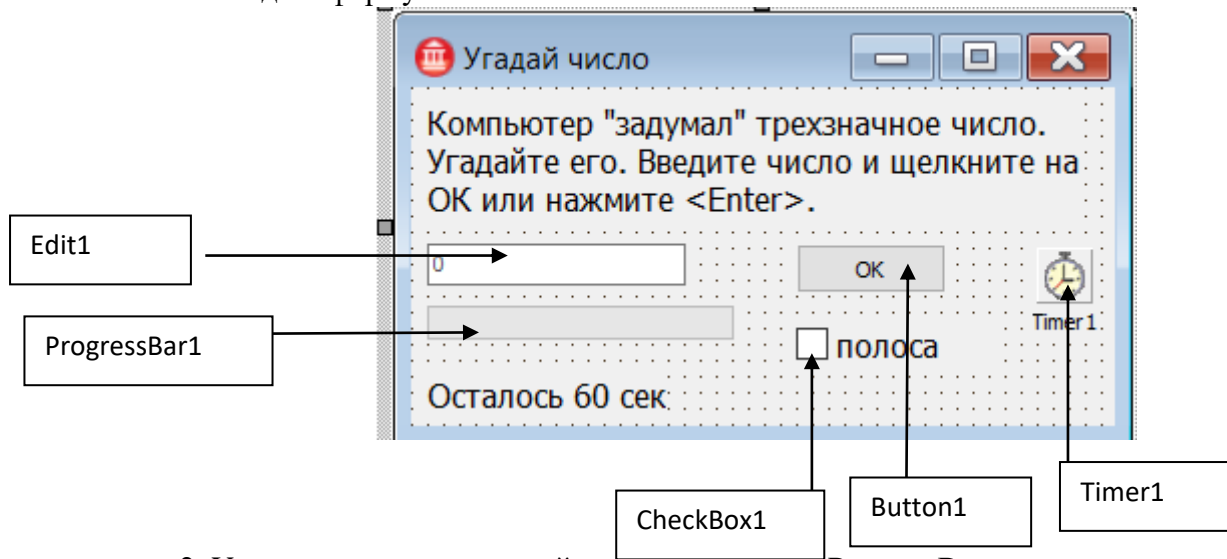 Угадай число
Компьютер "задумал" трехзначное число.
Угадайте его. Введите число и щелкните на
ОК или нажмите <Enter>.
Edit1
0
OK
Timer1
ProgressBar1
полоса
Осталось 60 сек
CheckBox1
Button1
Timer1